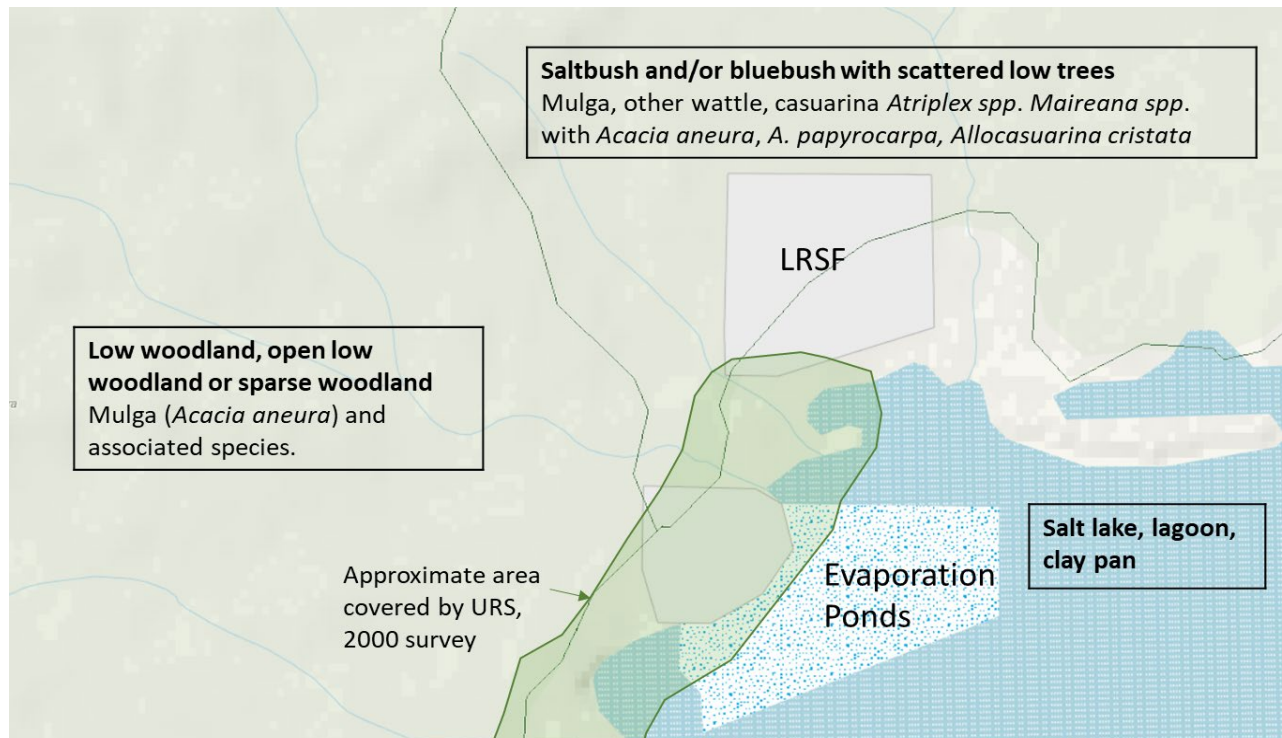 Saltbush and/or bluebush with scattered low trees
Mulga, other wattle, casuarina Atriplex spp. Maireana spp.
with Acacia aneura, A. papyrocarpa, Allocasuarina cristata
LRSF
Low woodland, open low
woodland or sparse woodland
Mulga (Acacia aneura) and
associated species.
Salt lake, lagoon,
clay pan
Approximate area
covered by URS,
2000 survey
Evaporation
Ponds